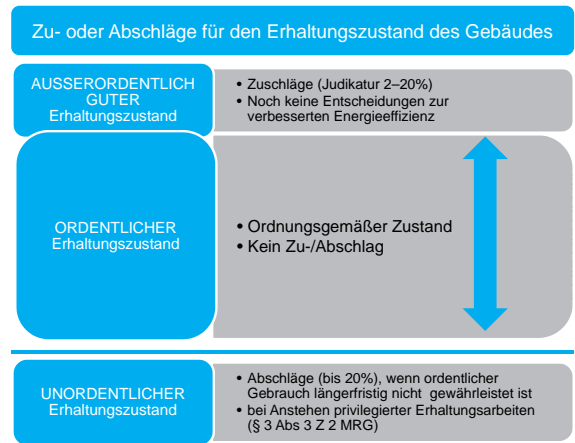 Zu- oder Abschläge für den Erhaltungszustand des Gebäudes
AUSSERORDENTLICH
GUTER
Erhaltungszustand
• Zuschläge (Judikatur 2–20%)
• Noch keine Entscheidungen zur
verbesserten Energieeffizienz
ORDENTLICHER
Erhaltungszustand
• Ordnungsgemäßer Zustand
• Kein Zu-/Abschlag
UNORDENTLICHER
Erhaltungszustand
• Abschläge (bis 20%), wenn ordentlicher
Gebrauch längerfristig nicht gewährleistet ist
• bei Anstehen privilegierter Erhaltungsarbeiten
(§ 3 Abs 3 Z 2 MRG)